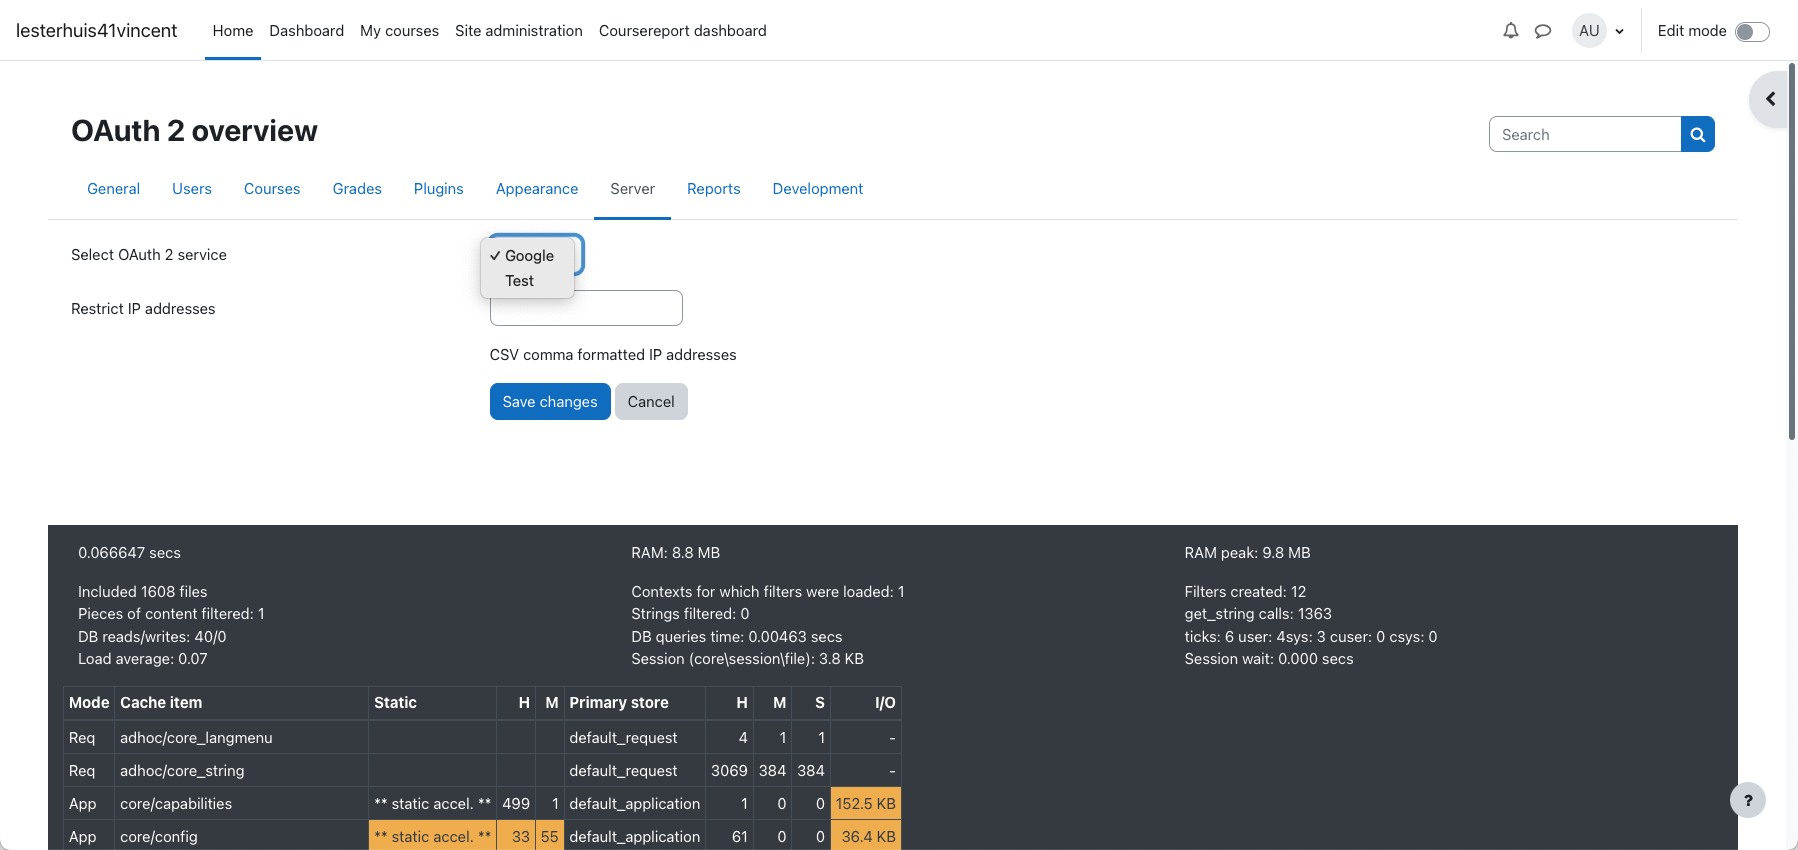 lesterhuis41vincent Home Dashboard My courses Site administration Coursereport dashboard AU Edit mode
OAuth 2 overview
Search
General Users Courses Grades Plugins Appearance Server Reports Development
Select OAuth 2 service
✓ Google
Test
Restrict IP addresses
CSV comma formatted IP addresses
Save changes Cancel
0.066647 secs RAM: 8.8 MB RAM peak: 9.8 MB
Included 1608 files Contexts for which filters were loaded: 1 Filters created: 12
Pieces of content filtered: 1 Strings filtered: 0 get_string calls: 1363
DB reads/writes: 40/0 DB queries time: 0.00463 secs ticks: 6 user: 4sys: 3 cuser: 0 csys: 0
Load average: 0.07 Session (core\session\file): 3.8 KB Session wait: 0.000 secs
Mode Cache item Static H M Primary store H M S I/O
Req adhoc/core_langmenu default_request 4 1 1 -
Req adhoc/core_string default_request 3069 384 384 -
App core/capabilities ** static accel. ** 499 1 default_application 1 0 0 152.5 KB
App core/config ** static accel. ** 33 55 default_application 61 0 0 36.4 KB
?